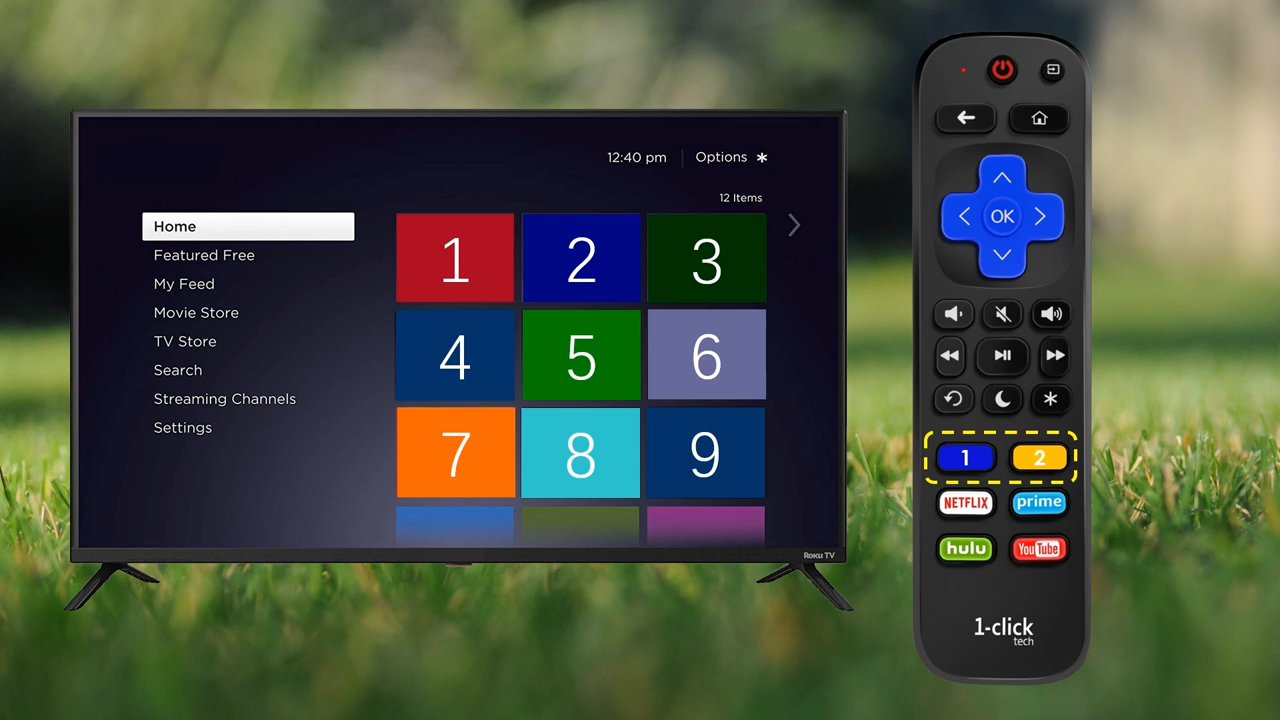 12:40 pm Options *
12 Items
Home
Featured Free
My Feed
Movie Store
TV Store
Search
Streaming Channels
Settings
1 2 3
4 5 6
7 8 9
Roku TV
OK
1 2
NETFLIX prime
hulu YouTube
1-click
tech